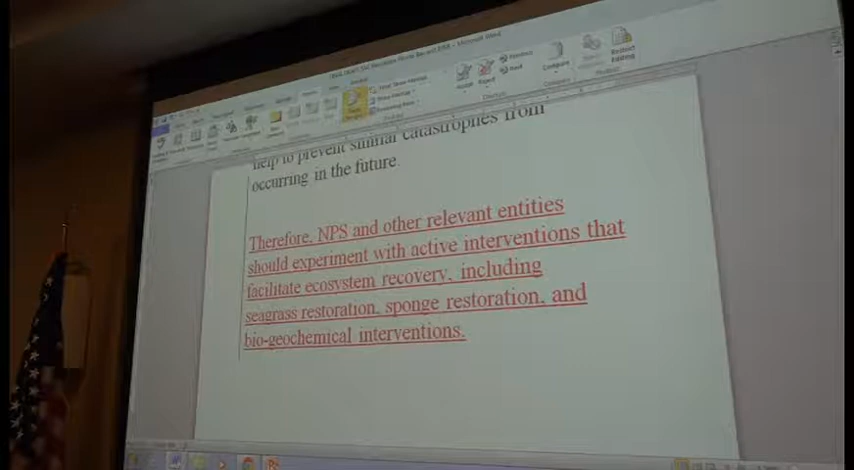 help to prevent similar catastrophes from
occurring in the future.
Therefore, NPS and other relevant entities
should experiment with active interventions that
facilitate ecosystem recovery, including
seagrass restoration, sponge restoration, and
bio-geochemical interventions.